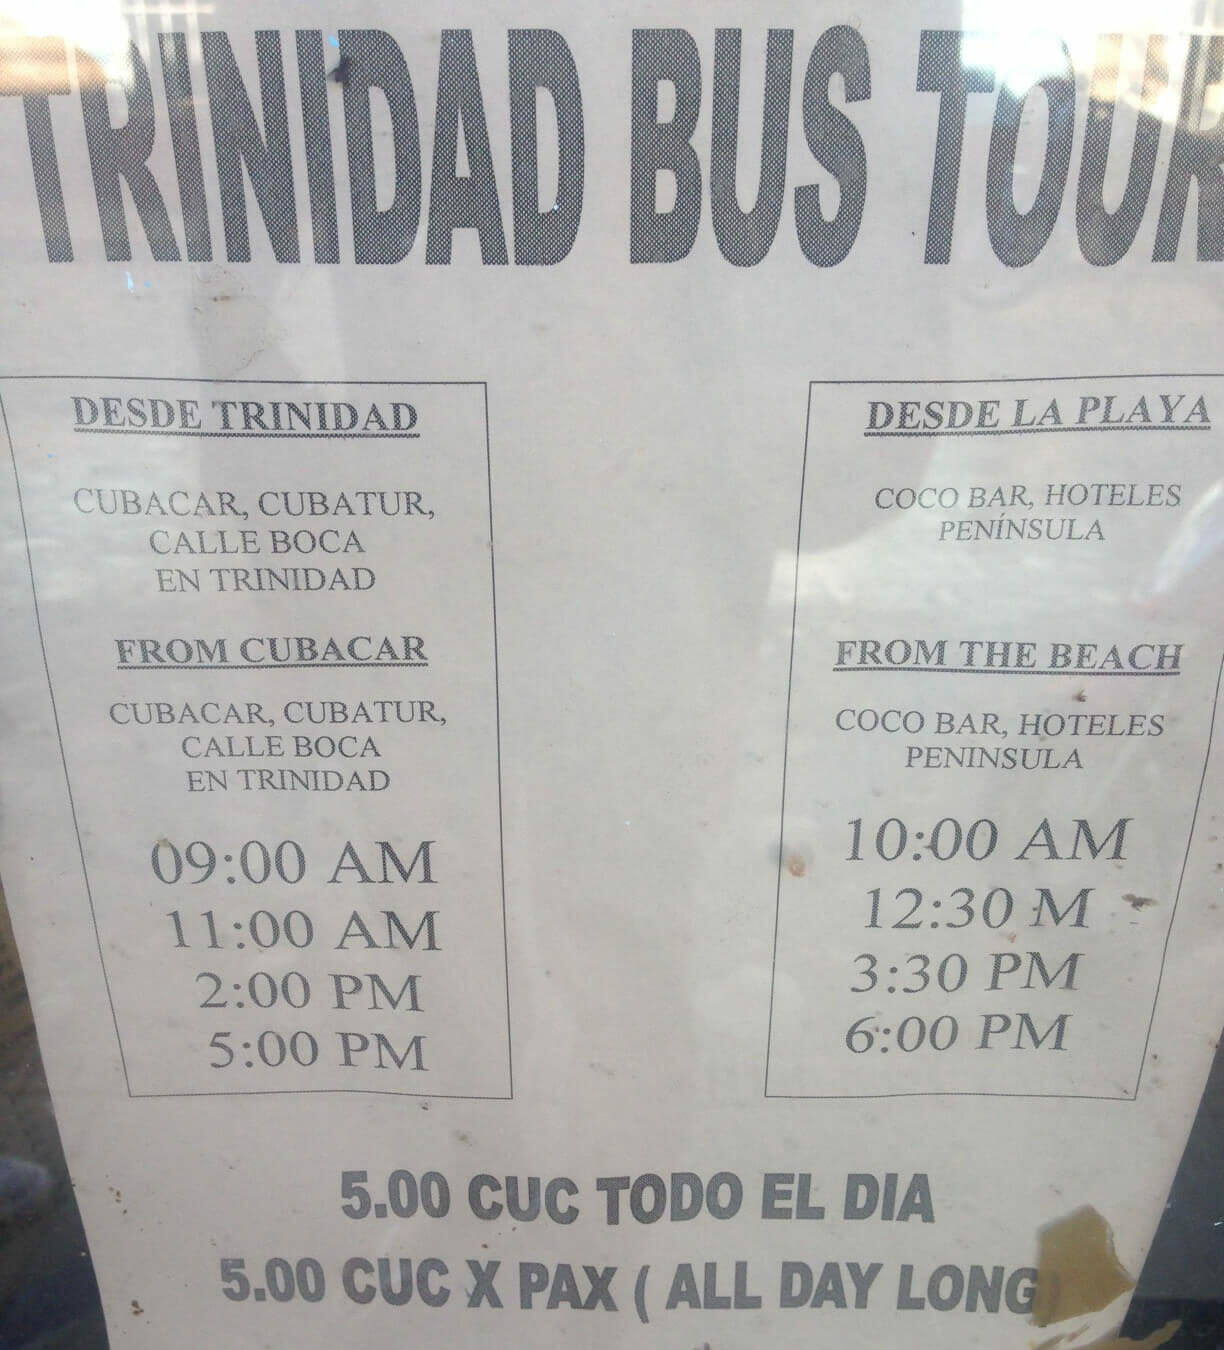 TRINIDAD BUS TOUR
DESDE TRINIDAD
CUBACAR, CUBATUR,
CALLE BOCA
EN TRINIDAD
FROM CUBACAR
CUBACAR, CUBATUR,
CALLE BOCA
EN TRINIDAD
09:00 AM
11:00 AM
2:00 PM
5:00 PM
DESDE LA PLAYA
COCO BAR, HOTELES
PENÍNSULA
FROM THE BEACH
COCO BAR, HOTELES
PENINSULA
10:00 AM
12:30 M
3:30 PM
6:00 PM
5.00 CUC TODO EL DIA
5.00 CUC X PAX ( ALL DAY LONG)